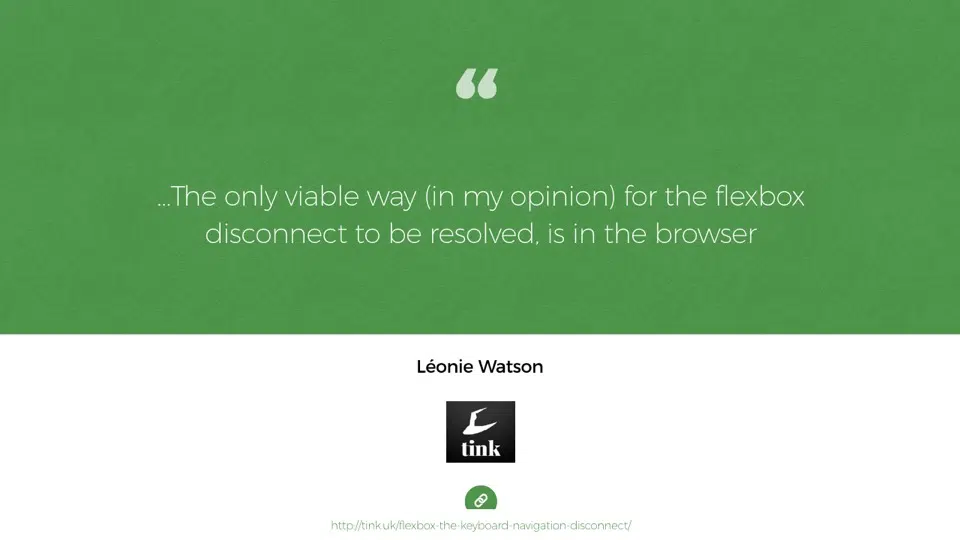 “
...The only viable way (in my opinion) for the flexbox
disconnect to be resolved, is in the browser
Léonie Watson
tink
http://tink.uk/flexbox-the-keyboard-navigation-disconnect/